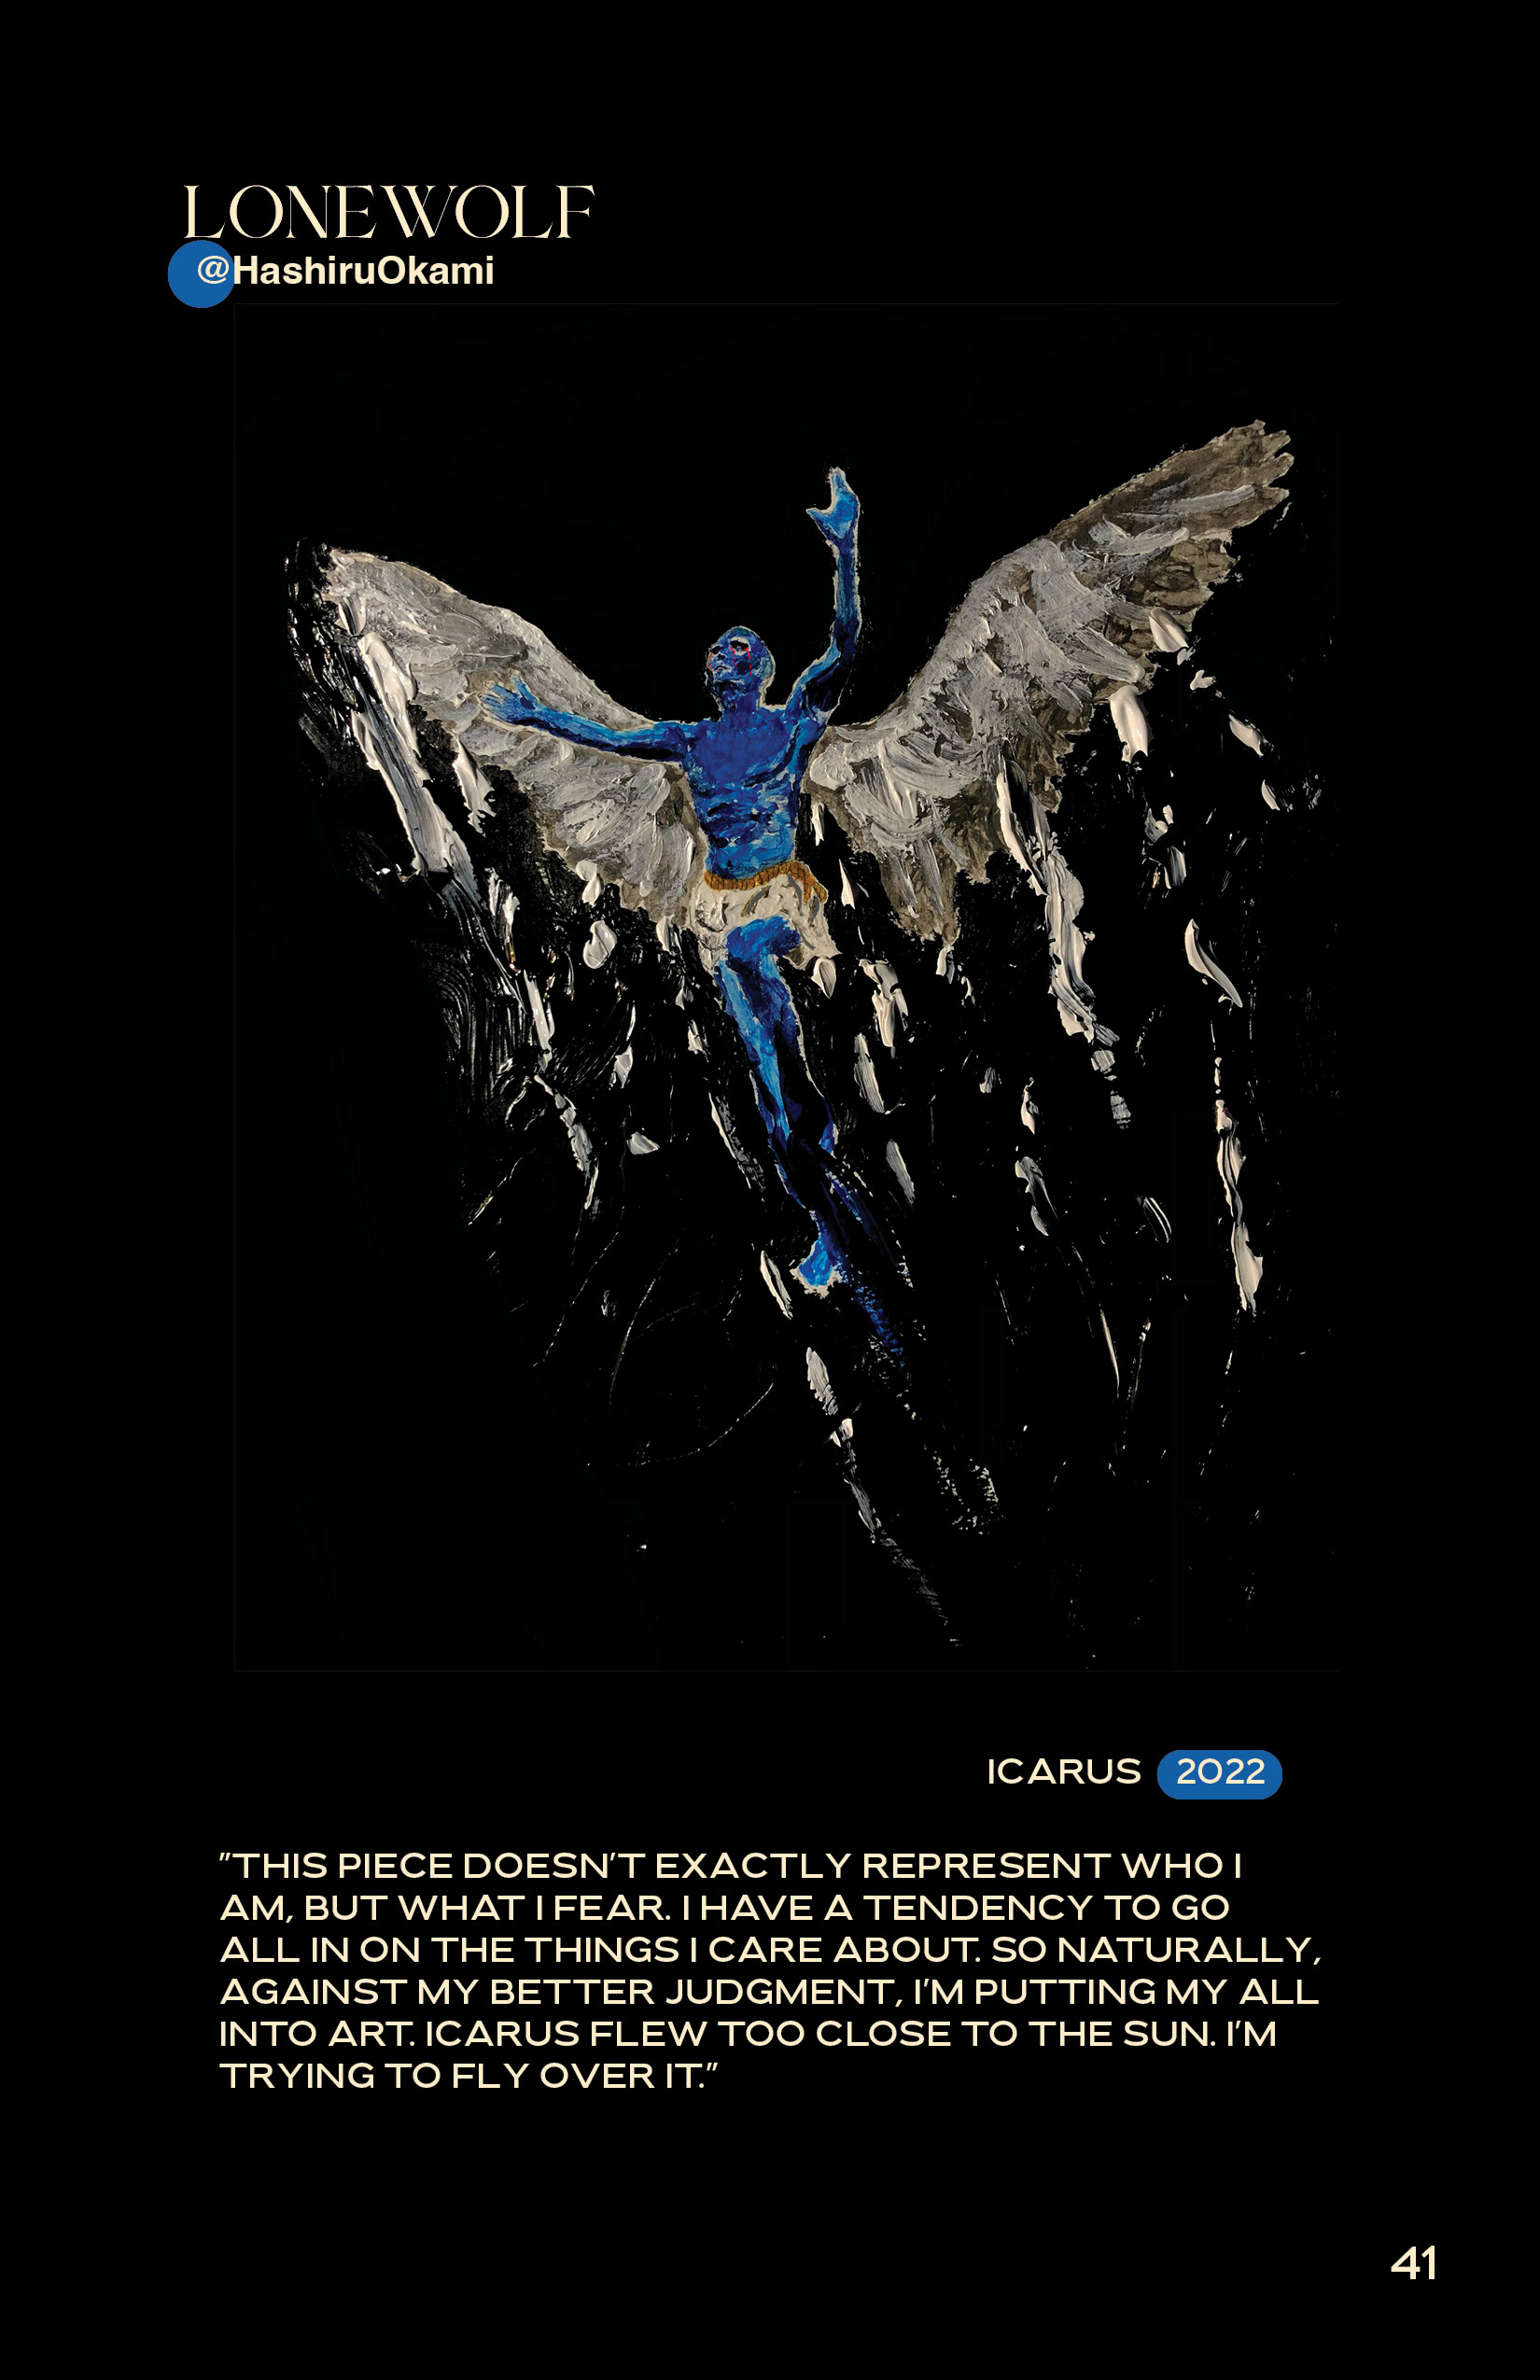 LONEWOLF
@HashiruOkami
ICARUS 2022
"THIS PIECE DOESN'T EXACTLY REPRESENT WHO I
AM, BUT WHAT I FEAR. I HAVE A TENDENCY TO GO
ALL IN ON THE THINGS I CARE ABOUT. SO NATURALLY,
AGAINST MY BETTER JUDGMENT, I'M PUTTING MY ALL
INTO ART. ICARUS FLEW TOO CLOSE TO THE SUN. I'M
TRYING TO FLY OVER IT."
41